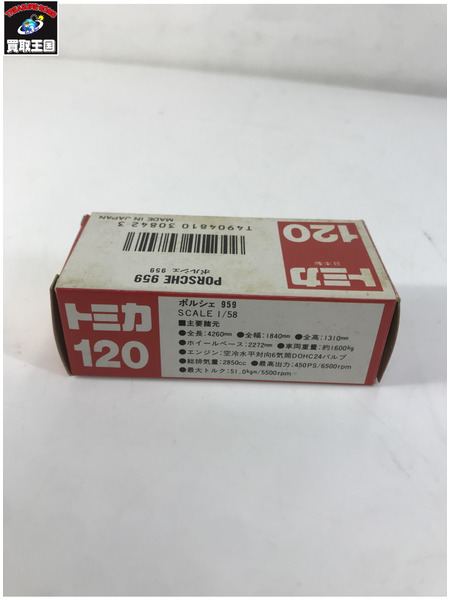 買取王国
T4904810 30842 3
MADE IN JAPAN
PORSCHE 959
ポルシェ 959
トミカ
日本製
120
トミカ
120
ポルシェ 959
SCALE 1/58
■主要諸元
●全長:4260mm ●全幅:1840mm ●全高:1310mm
●ホイールベース:2272mm ●車両重量:約1600kg
●エンジン:空冷水平対向6気筒DOHC24バルブ
●総排気量:2850cc ●最高出力:450PS/6500rpm
●最大トルク:51.0kgm/5500rpm